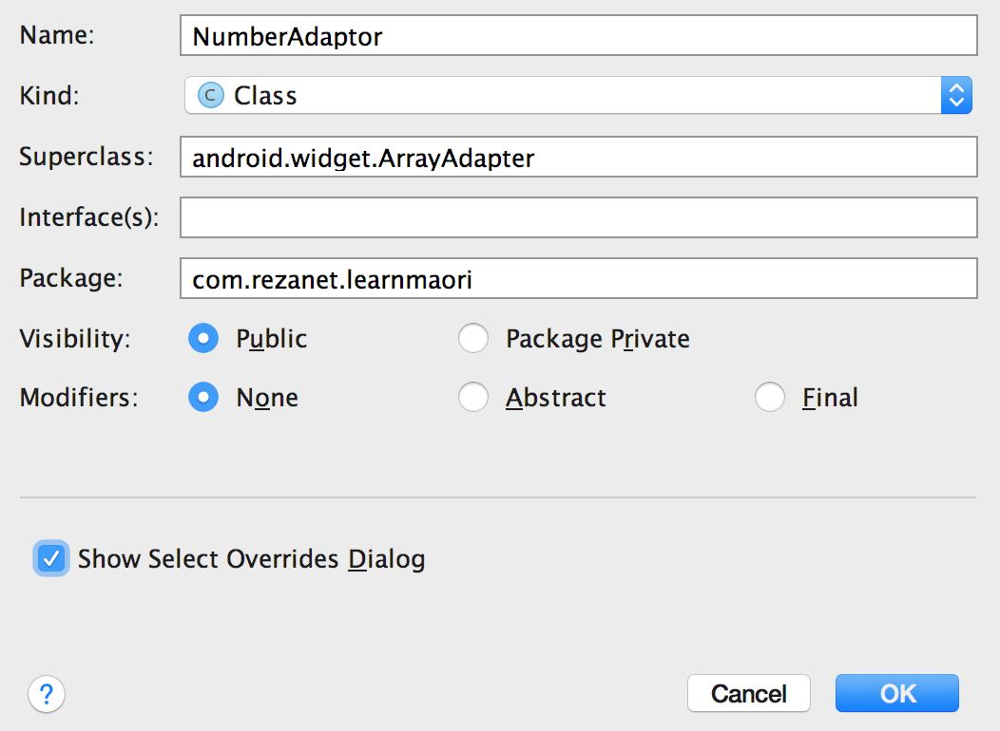 Name: NumberAdaptor
Kind: C Class
Superclass: android.widget.ArrayAdapter
Interface(s):
Package: com.rezanet.learnmaori
Visibility: Public Package Private
Modifiers: None Abstract Final
Show Select Overrides Dialog
? Cancel OK